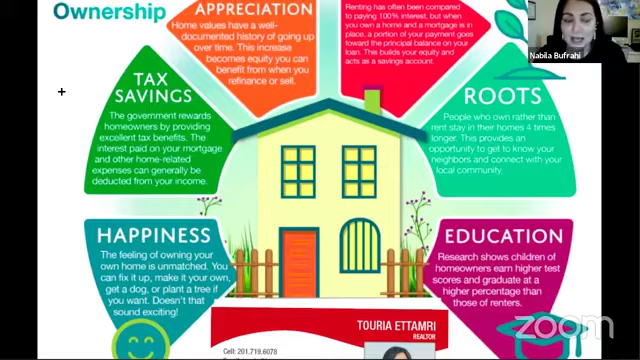 Ownership
APPRECIATION
Home values have a well-
documented history of going up
over time. This increase
becomes equity you can
benefit from when you
refinance or sell.
Renting has often been compared
to paying 100% interest, but when
you own a home and a mortgage is in
place, a portion of your payment goes
toward the principal balance on your
loan. This builds your equity and
acts as a savings account.
Nabila Bufrahi
TAX
SAVINGS
The government rewards
homeowners by providing
excellent tax benefits. The
interest paid on your mortgage
and other home-related
expenses can generally be
deducted from your income.
ROOTS
People who own rather than
rent stay in their homes 4 times
longer. This provides an
opportunity to get to know your
neighbors and connect with your
local community.
HAPPINESS
The feeling of owning your
own home is unmatched. You
can fix it up, make it your own,
get a dog, or plant a tree if
you want. Doesn't that
sound exciting!
EDUCATION
Research shows children of
homeowners earn higher test
scores and graduate at a
higher percentage than
those of renters.
TOURIA ETTAMRI
REALTOR
Cell: 201.719.6078
zoom